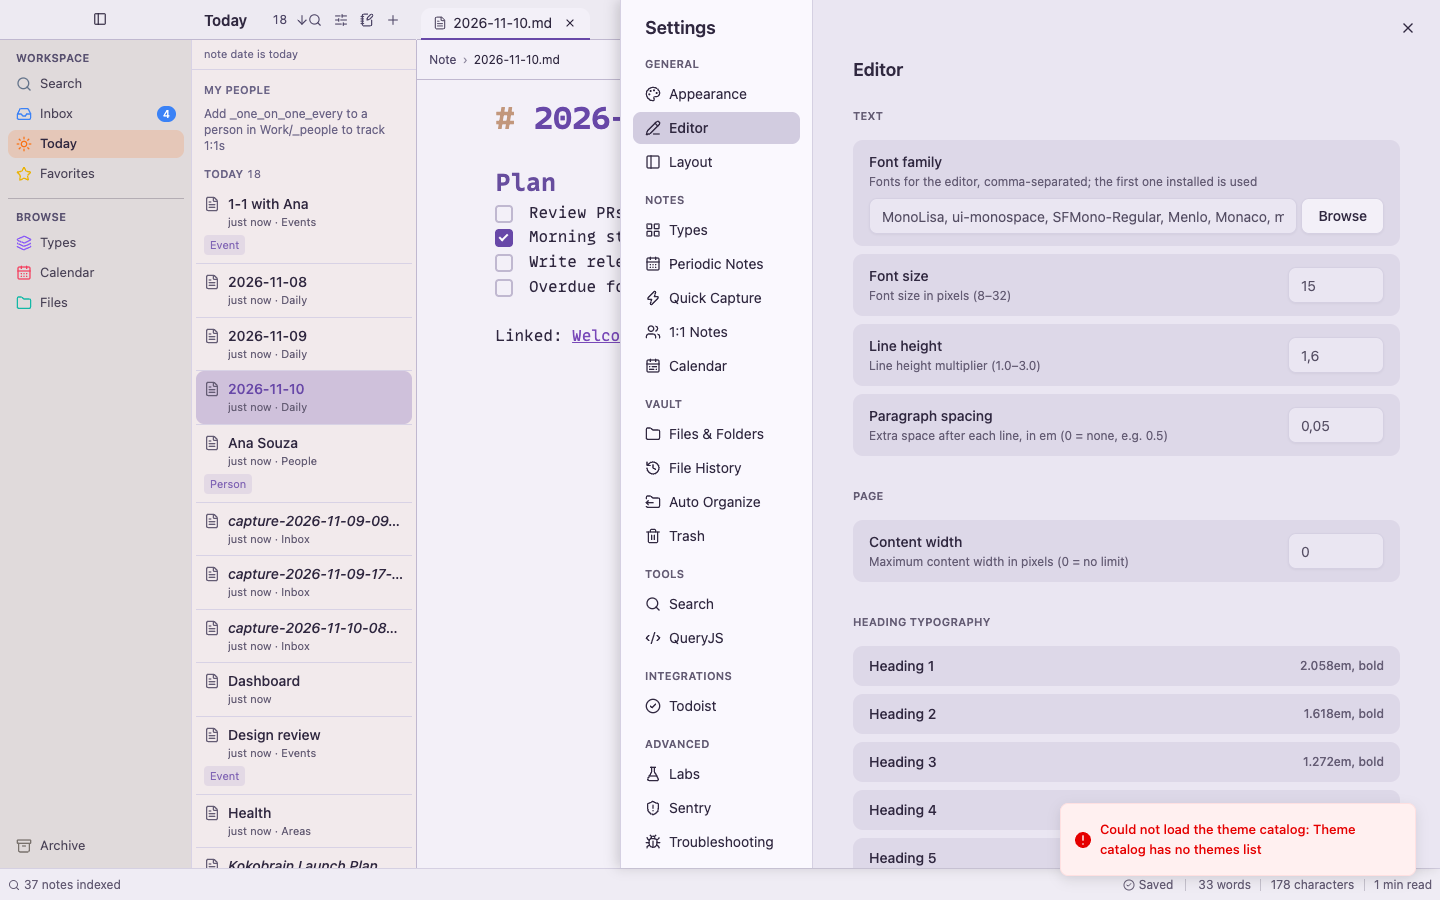 Today
18
2026-11-10.md
WORKSPACE
Search
Inbox
4
Today
Favorites
BROWSE
Types
Calendar
Files
Archive
note date is today
MY PEOPLE
Add _one_on_one_every to a
person in Work/_people to track
1:1s
TODAY 18
1-1 with Ana
just now · Events
Event
2026-11-08
just now · Daily
2026-11-09
just now · Daily
2026-11-10
just now · Daily
Ana Souza
just now · People
Person
capture-2026-11-09-09...
just now · Inbox
capture-2026-11-09-17-...
just now · Inbox
capture-2026-11-10-08...
just now · Inbox
Dashboard
just now
Design review
just now · Events
Event
Health
just now · Areas
Kokobrain Launch Plan
Note › 2026-11-10.md
# 2026-
Plan
Review PRs
Morning st
Write rele
Overdue fo
Linked: Welco
Settings
GENERAL
Appearance
Editor
Layout
NOTES
Types
Periodic Notes
Quick Capture
1:1 Notes
Calendar
VAULT
Files & Folders
File History
Auto Organize
Trash
TOOLS
Search
QueryJS
INTEGRATIONS
Todoist
ADVANCED
Labs
Sentry
Troubleshooting
Editor
TEXT
Font family
Fonts for the editor, comma-separated; the first one installed is used
MonoLisa, ui-monospace, SFMono-Regular, Menlo, Monaco, m
Browse
Font size
Font size in pixels (8–32)
15
Line height
Line height multiplier (1.0–3.0)
1,6
Paragraph spacing
Extra space after each line, in em (0 = none, e.g. 0.5)
0,05
PAGE
Content width
Maximum content width in pixels (0 = no limit)
0
HEADING TYPOGRAPHY
Heading 1
2.058em, bold
Heading 2
1.618em, bold
Heading 3
1.272em, bold
Heading 4
Heading 5
Could not load the theme catalog: Theme
catalog has no themes list
37 notes indexed
Saved
33 words
178 characters
1 min read